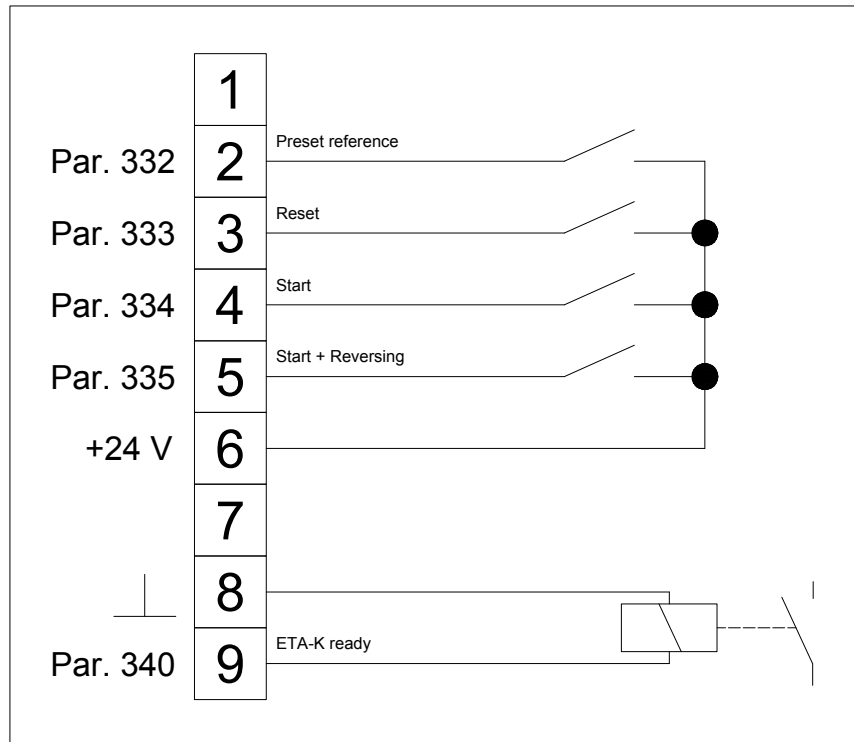 1
Par. 332 2 Preset reference
Par. 333 3 Reset
Par. 334 4 Start
Par. 335 5 Start + Reversing
+24 V 6
7
8
Par. 340 9 ETA-K ready